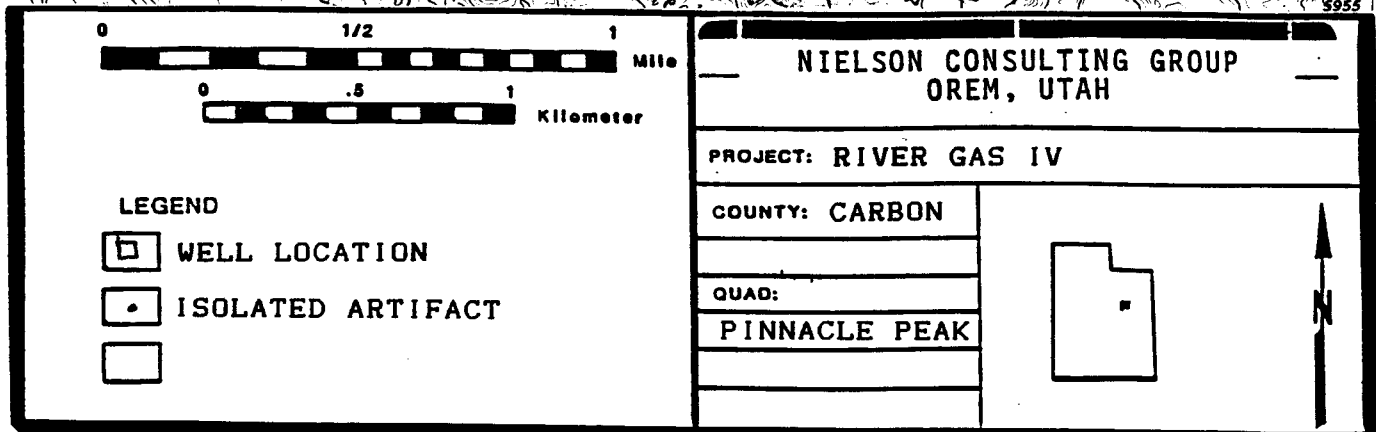 5955
0 1/2 1
Mile
0 .5 1
Kilometer
LEGEND
WELL LOCATION
ISOLATED ARTIFACT
NIELSON CONSULTING GROUP
OREM, UTAH
PROJECT: RIVER GAS IV
COUNTY: CARBON
QUAD:
PINNACLE PEAK
N